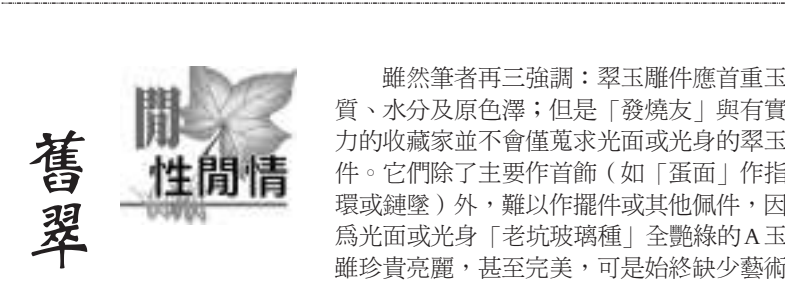 舊翠
閒
性閒情
雖然筆者再三強調：翠玉雕件應首重玉
質、水分及原色澤；但是「發燒友」與有實
力的收藏家並不會僅蒐求光面或光身的翠玉
件。它們除了主要作首飾（如「蛋面」作指
環或鏈墜）外，難以作擺件或其他佩件，因
爲光面或光身「老坑玻璃種」全艷綠的A玉
雖珍貴亮麗，甚至完美，可是始終缺少藝術